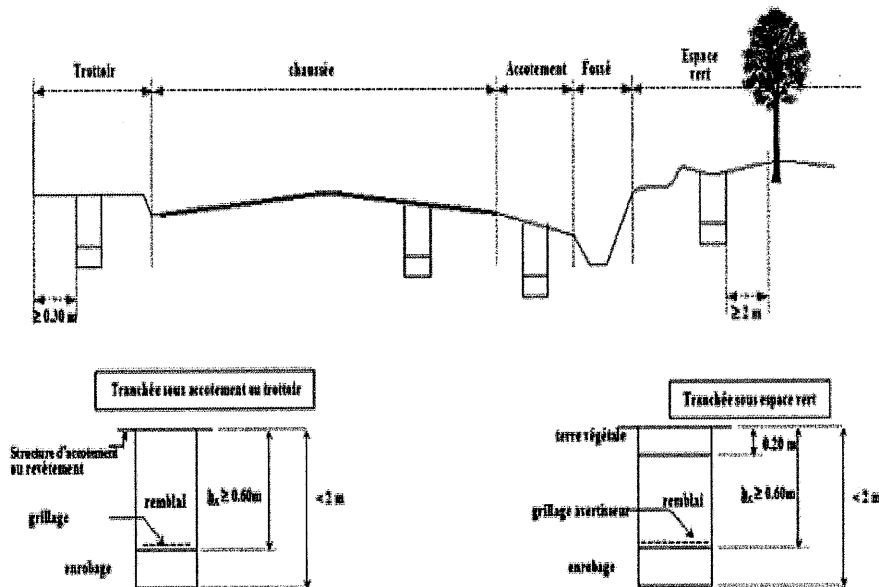 Trottoir
chaussée
Accotement
Fossé
Espace
vert
≥ 0.30 m
≥ 2 m
Tranchée sous accotement ou trottoir
Tranchée sous espace vert
Structure d'accotement
ou revêtement
remblai
hc ≥ 0.60m
< 2 m
grillage
enrobage
terre végétale
0.20 m
remblai
hc ≥ 0.60m
< 2 m
grillage avertisseur
enrobage